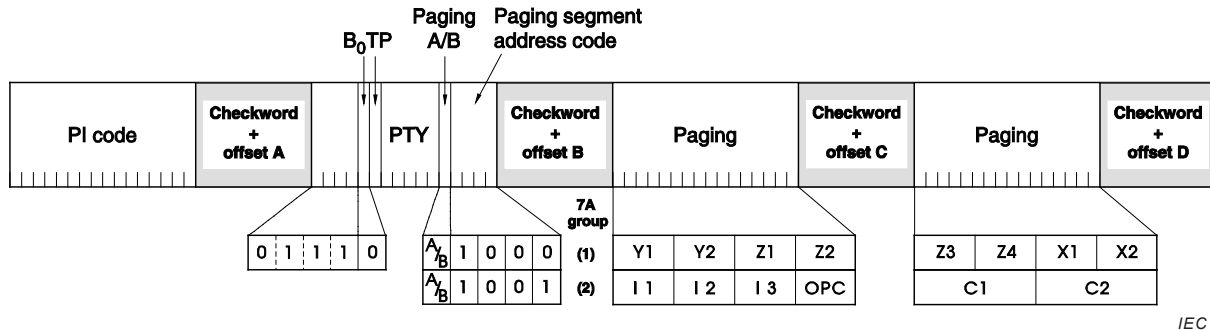 Paging Paging segment
B0TP A/B address code
PI code
Checkword
+
offset A
PTY
Checkword
+
offset B
Paging
Checkword
+
offset C
Paging
Checkword
+
offset D
7A
group
0 1 1 1 0
A/B 1 0 0 0 (1) Y1 Y2 Z1 Z2 Z3 Z4 X1 X2
A/B 1 0 0 1 (2) I 1 I 2 I 3 OPC C1 C2
IEC